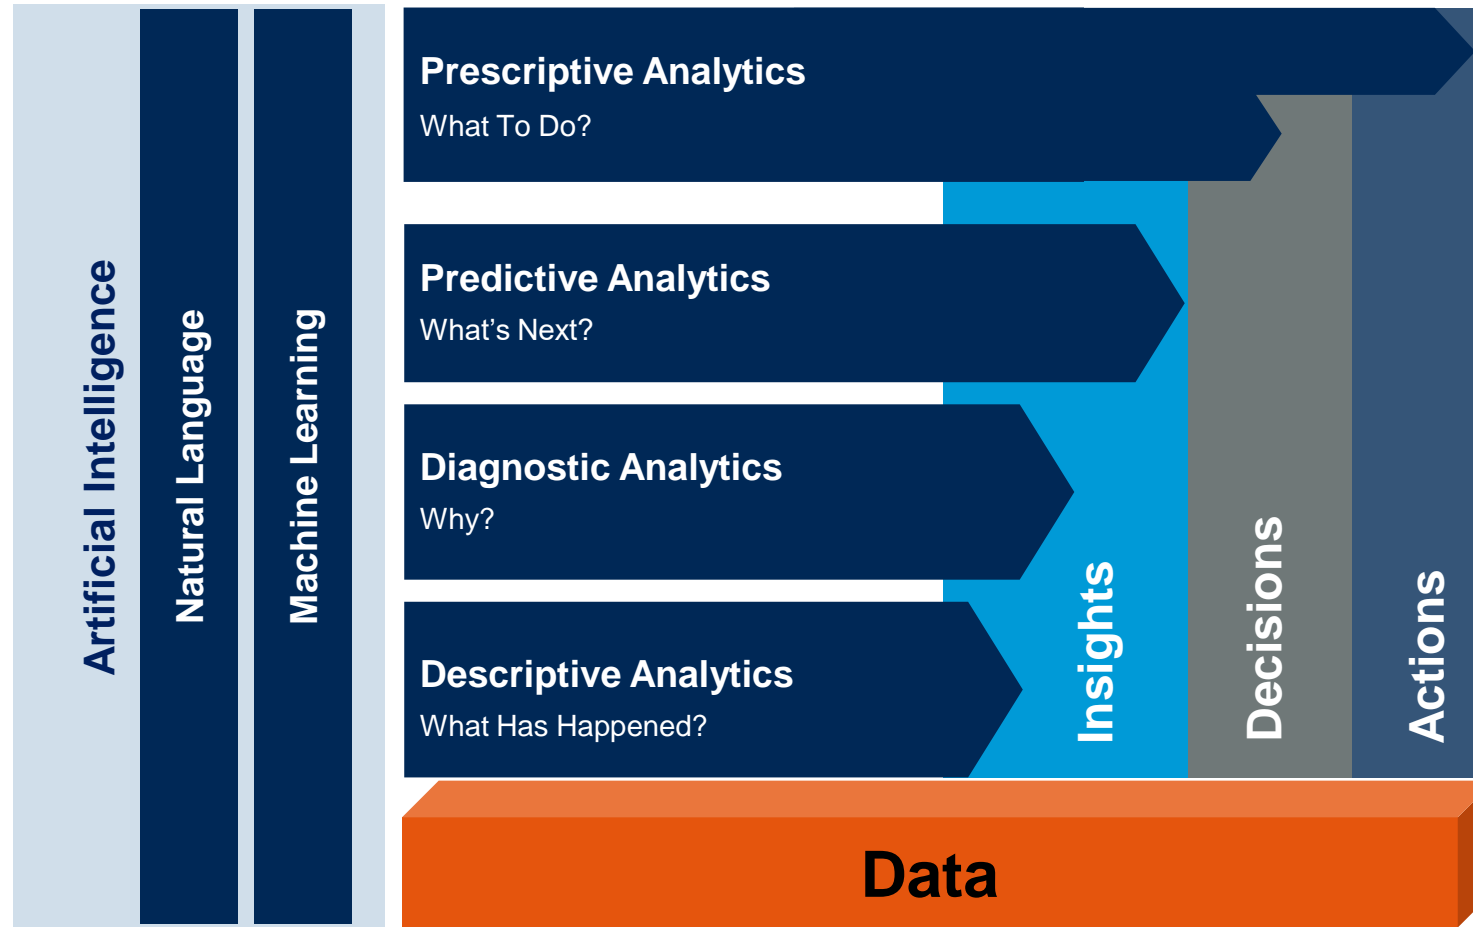 Artificial Intelligence
Natural Language
Machine Learning
Prescriptive Analytics
What To Do?
Predictive Analytics
What’s Next?
Diagnostic Analytics
Why?
Descriptive Analytics
What Has Happened?
Insights
Decisions
Actions
Data